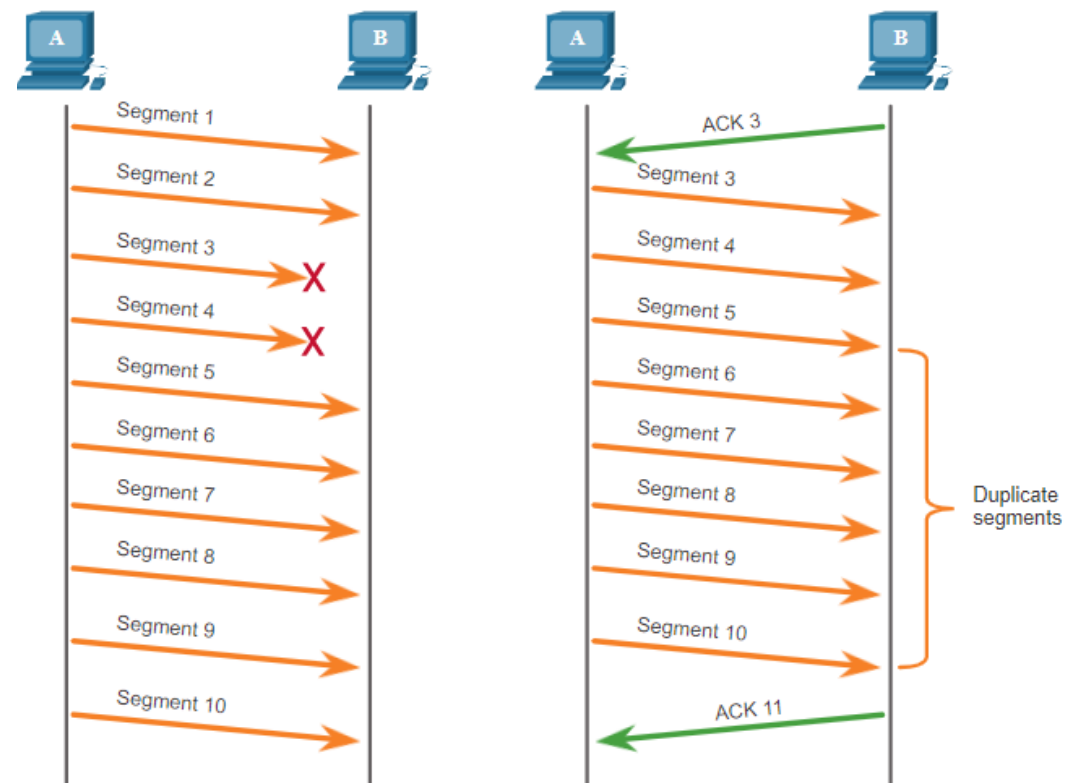 A
B
Segment 1
Segment 2
Segment 3
X
Segment 4
X
Segment 5
Segment 6
Segment 7
Segment 8
Segment 9
Segment 10
A
B
ACK 3
Segment 3
Segment 4
Segment 5
Segment 6
Segment 7
Segment 8
Segment 9
Segment 10
ACK 11
Duplicate
segments